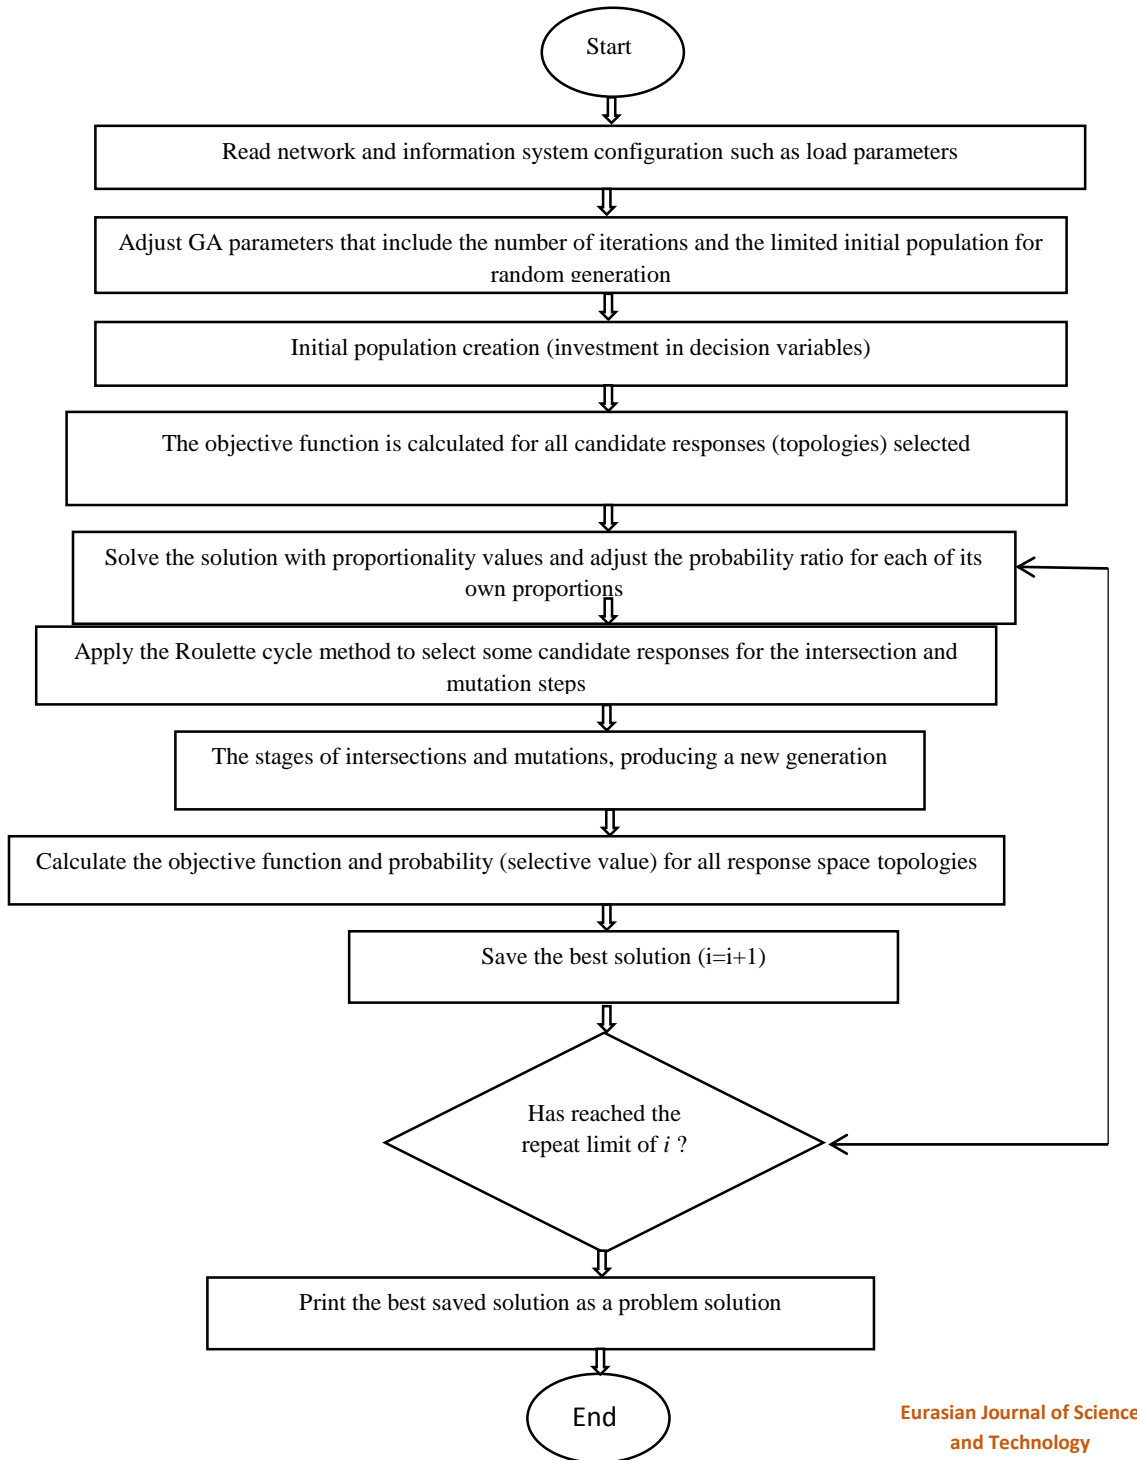 Start
Read network and information system configuration such as load parameters
Adjust GA parameters that include the number of iterations and the limited initial population for
random generation
Initial population creation (investment in decision variables)
The objective function is calculated for all candidate responses (topologies) selected
Solve the solution with proportionality values and adjust the probability ratio for each of its
own proportions
Apply the Roulette cycle method to select some candidate responses for the intersection and
mutation steps
The stages of intersections and mutations, producing a new generation
Calculate the objective function and probability (selective value) for all response space topologies
Save the best solution (i=i+1)
Has reached the
repeat limit of i ?
Print the best saved solution as a problem solution
End
Eurasian Journal of Science
and Technology